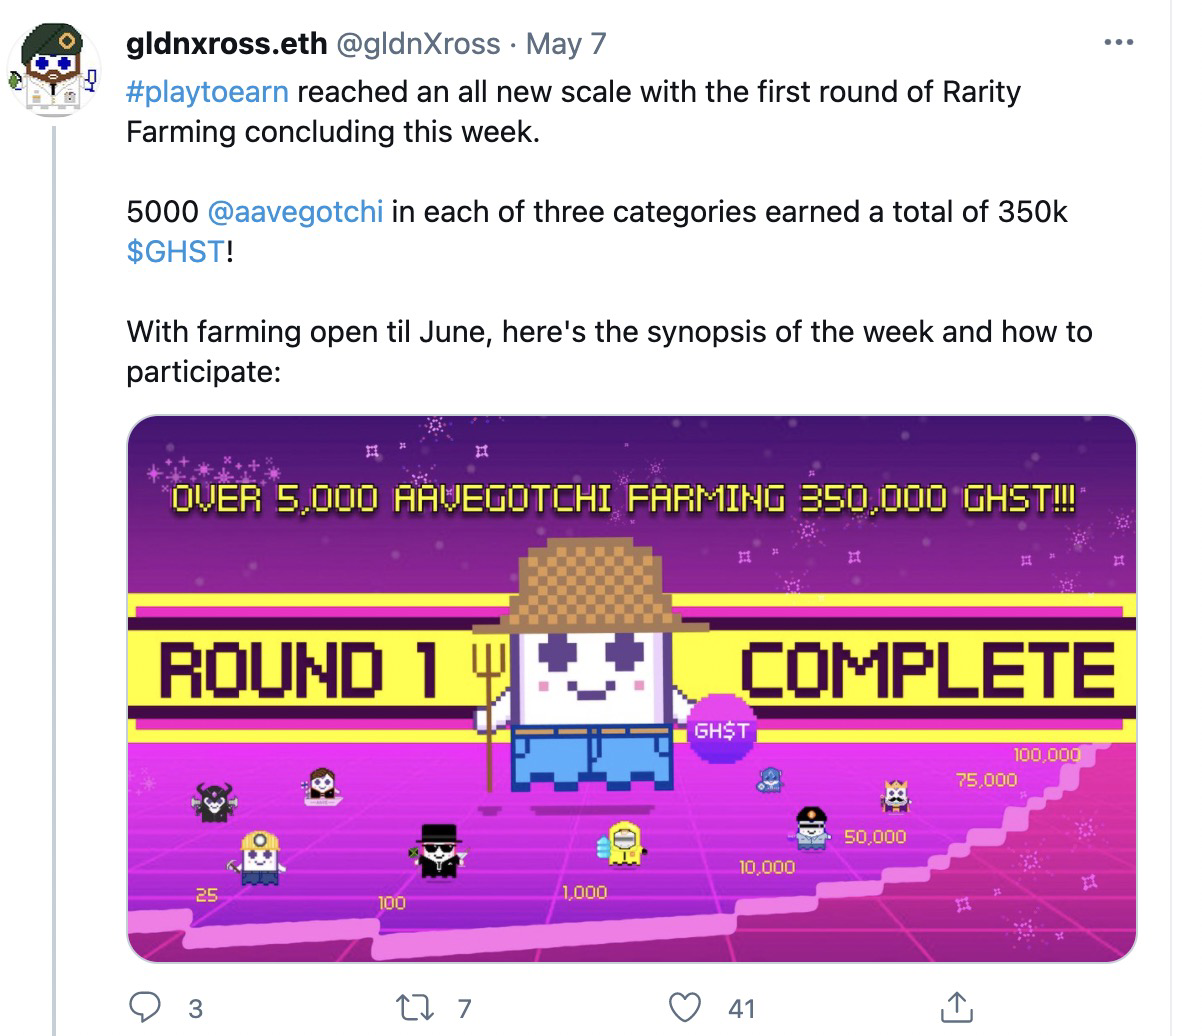 gldnxross.eth @gldnXross · May 7
#playtoearn reached an all new scale with the first round of Rarity
Farming concluding this week.
5000 @aavegotchi in each of three categories earned a total of 350k
$GHST!
With farming open til June, here's the synopsis of the week and how to
participate:
OVER 5,000 AAVEGOTCHI FARMING 350,000 GHST!!!
ROUND 1 COMPLETE
GH$T
100,000
75,000
50,000
10,000
1,000
100
25
3 7 41